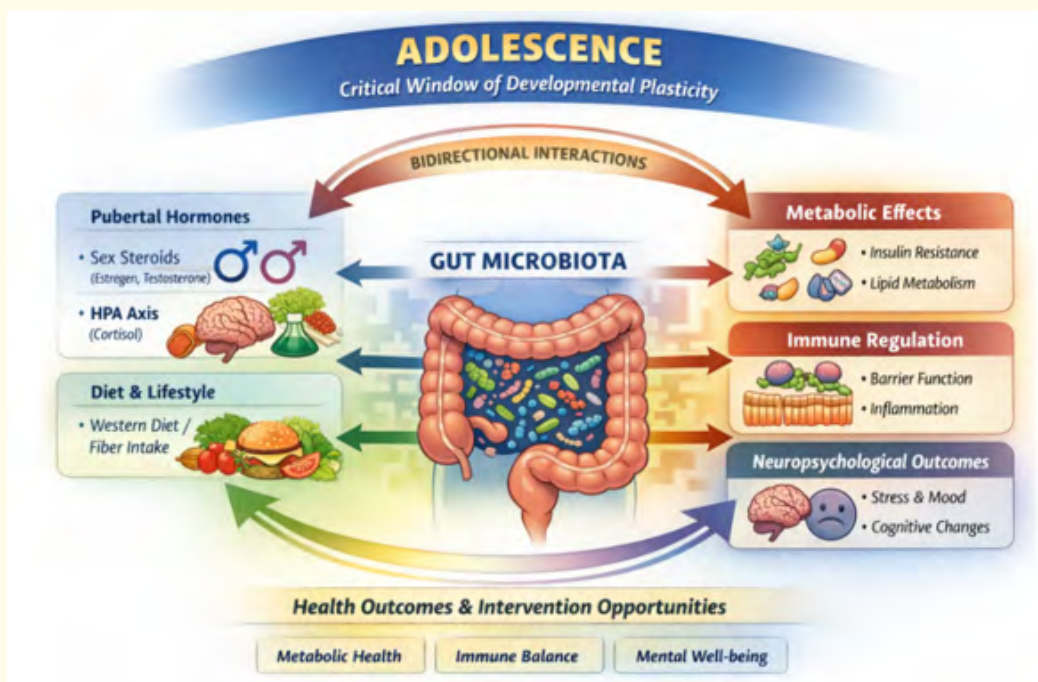 ADOLESCENCE
Critical Window of Developmental Plasticity
BIDIRECTIONAL INTERACTIONS
Pubertal Hormones
• Sex Steroids
(Estregen, Testosterone)
• HPA Axis
(Cortisol)
Diet & Lifestyle
• Western Diet /
Fiber Intake
GUT MICROBIOTA
Metabolic Effects
• Insulin Resistance
• Lipid Metabolism
Immune Regulation
• Barrier Function
• Inflammation
Neuropsychological Outcomes
• Stress & Mood
• Cognitive Changes
Health Outcomes & Intervention Opportunities
Metabolic Health
Immune Balance
Mental Well-being